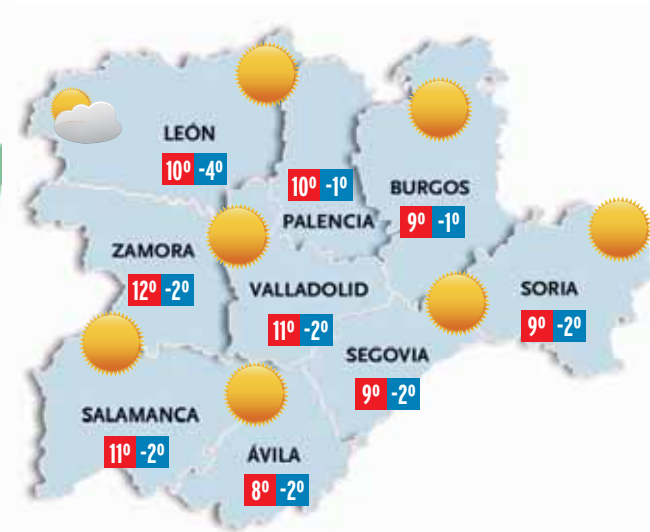 LEÓN
10º -4º
10º -1º
PALENCIA
BURGOS
9º -1º
ZAMORA
12º -2º
VALLADOLID
11º -2º
SORIA
9º -2º
SEGOVIA
9º -2º
SALAMANCA
11º -2º
ÁVILA
8º -2º